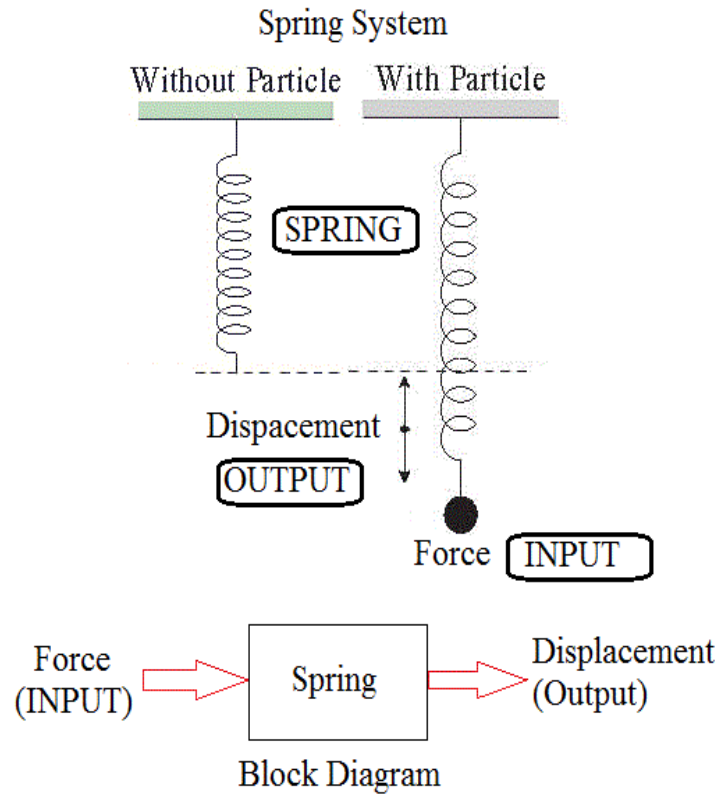 Spring System
Without Particle
With Particle
SPRING
Dispacement
OUTPUT
Force
INPUT
Force
(INPUT)
Spring
Displacement
(Output)
Block Diagram